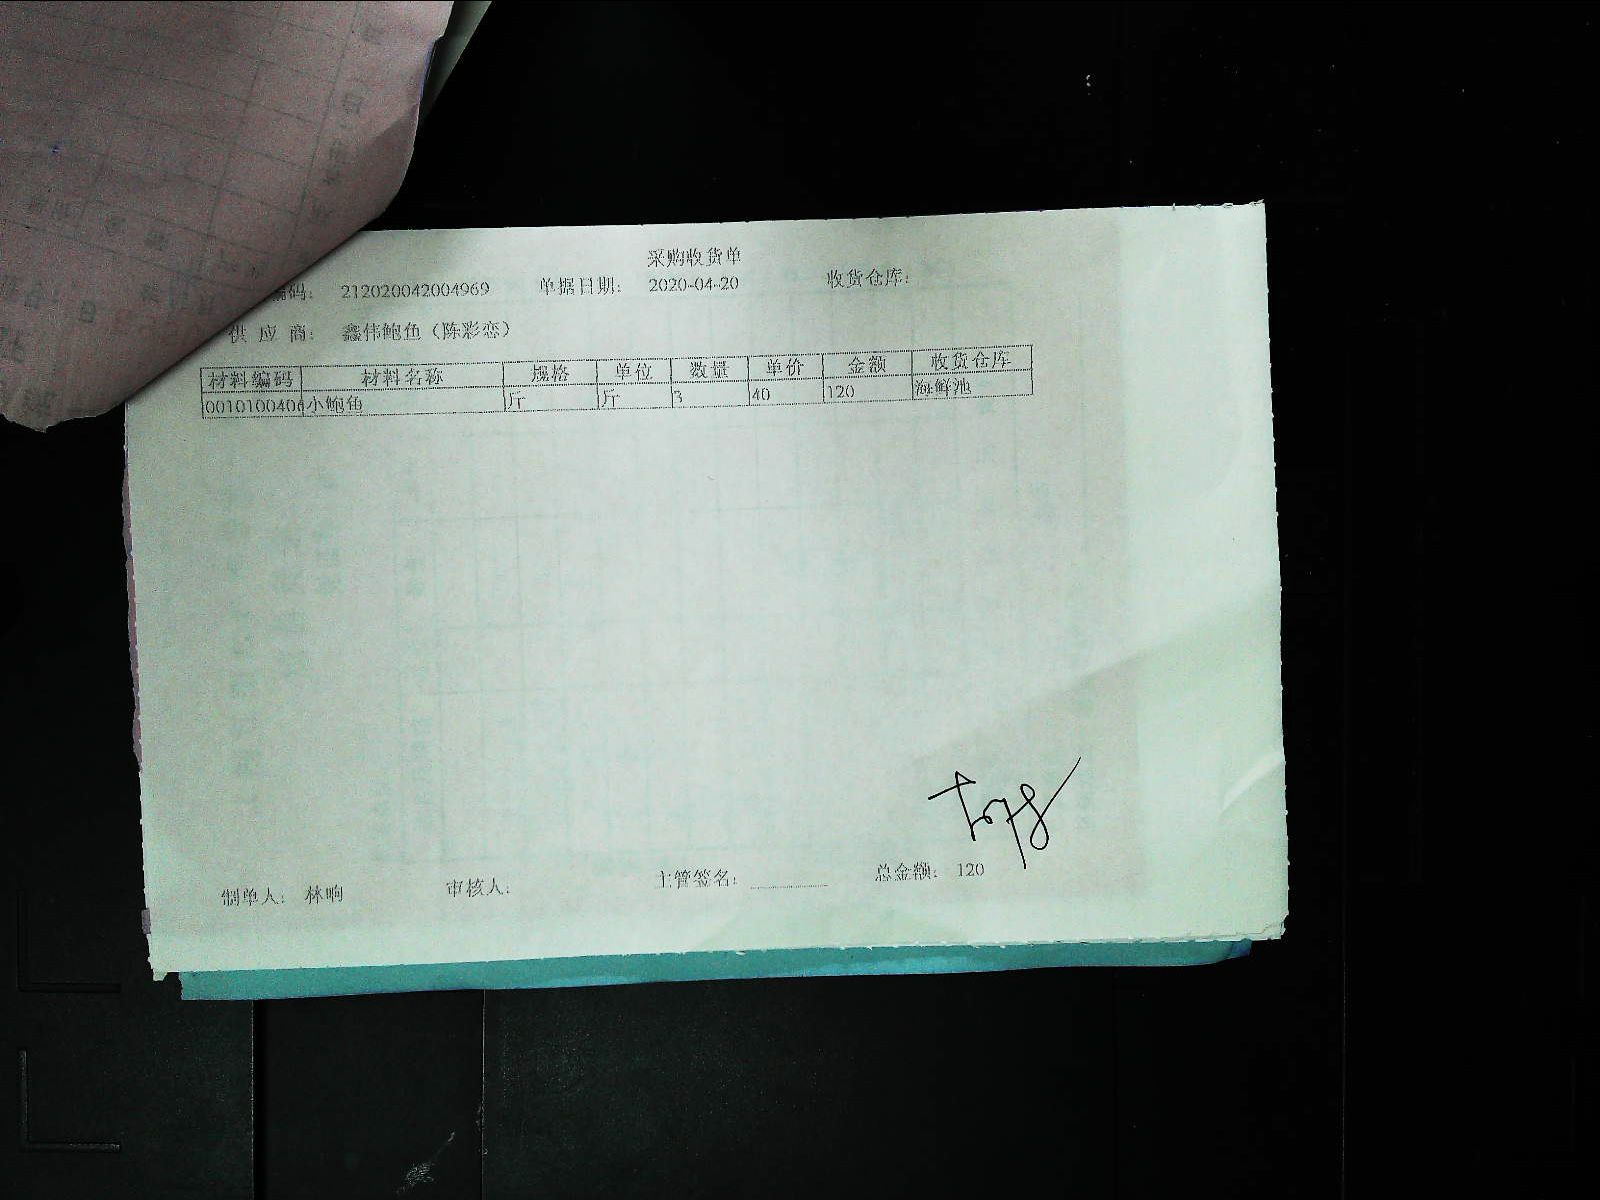 采购收货单
编码: 212020042004969 单据日期: 2020-04-20 收货仓库:
供应商: 鑫伟鲍鱼（陈彩恋）
材料编码 材料名称 规格 单位 数量 单价 金额 收货仓库
0010100406 小鲍鱼 斤 斤 3 40 120 海鲜池
制单人: 林晌 审核人: 主管签名: 总金额: 120